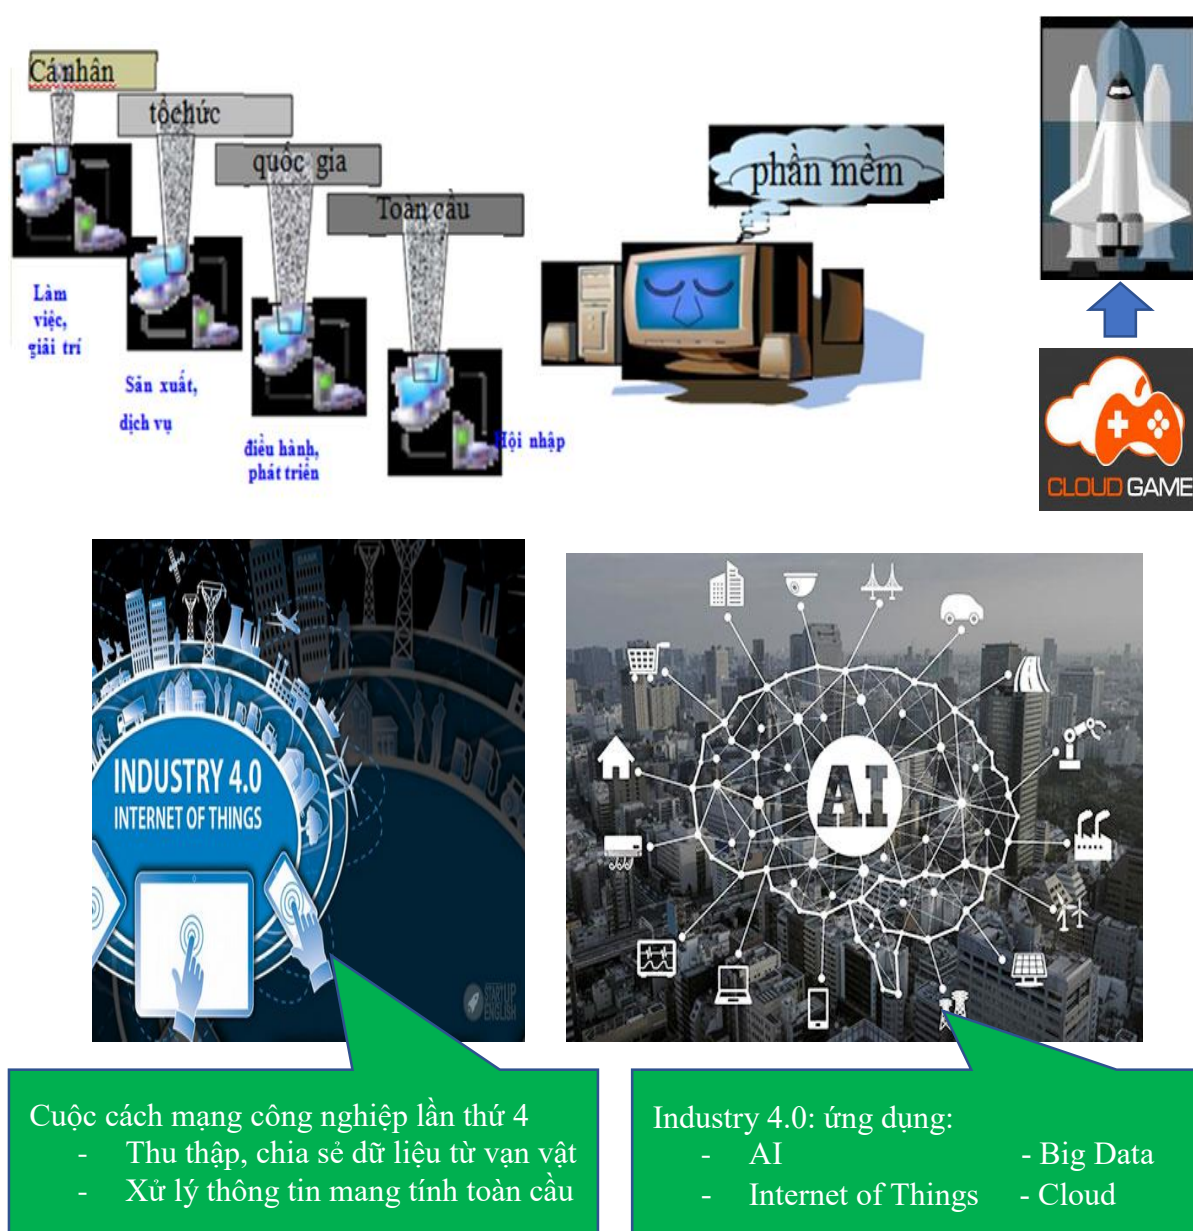 Cá nhân
tổ chức
quốc gia
Toàn cầu
phần mềm
Làm
việc,
giải trí
Sản xuất,
dịch vụ
điều hành,
phát triển
Hội nhập
CLOUD GAME
BANK
INDUSTRY 4.0
INTERNET OF THINGS
STARTUP
ENGLISH
AI
Cuộc cách mạng công nghiệp lần thứ 4
- Thu thập, chia sẻ dữ liệu từ vạn vật
- Xử lý thông tin mang tính toàn cầu
Industry 4.0: ứng dụng:
- AI - Big Data
- Internet of Things - Cloud